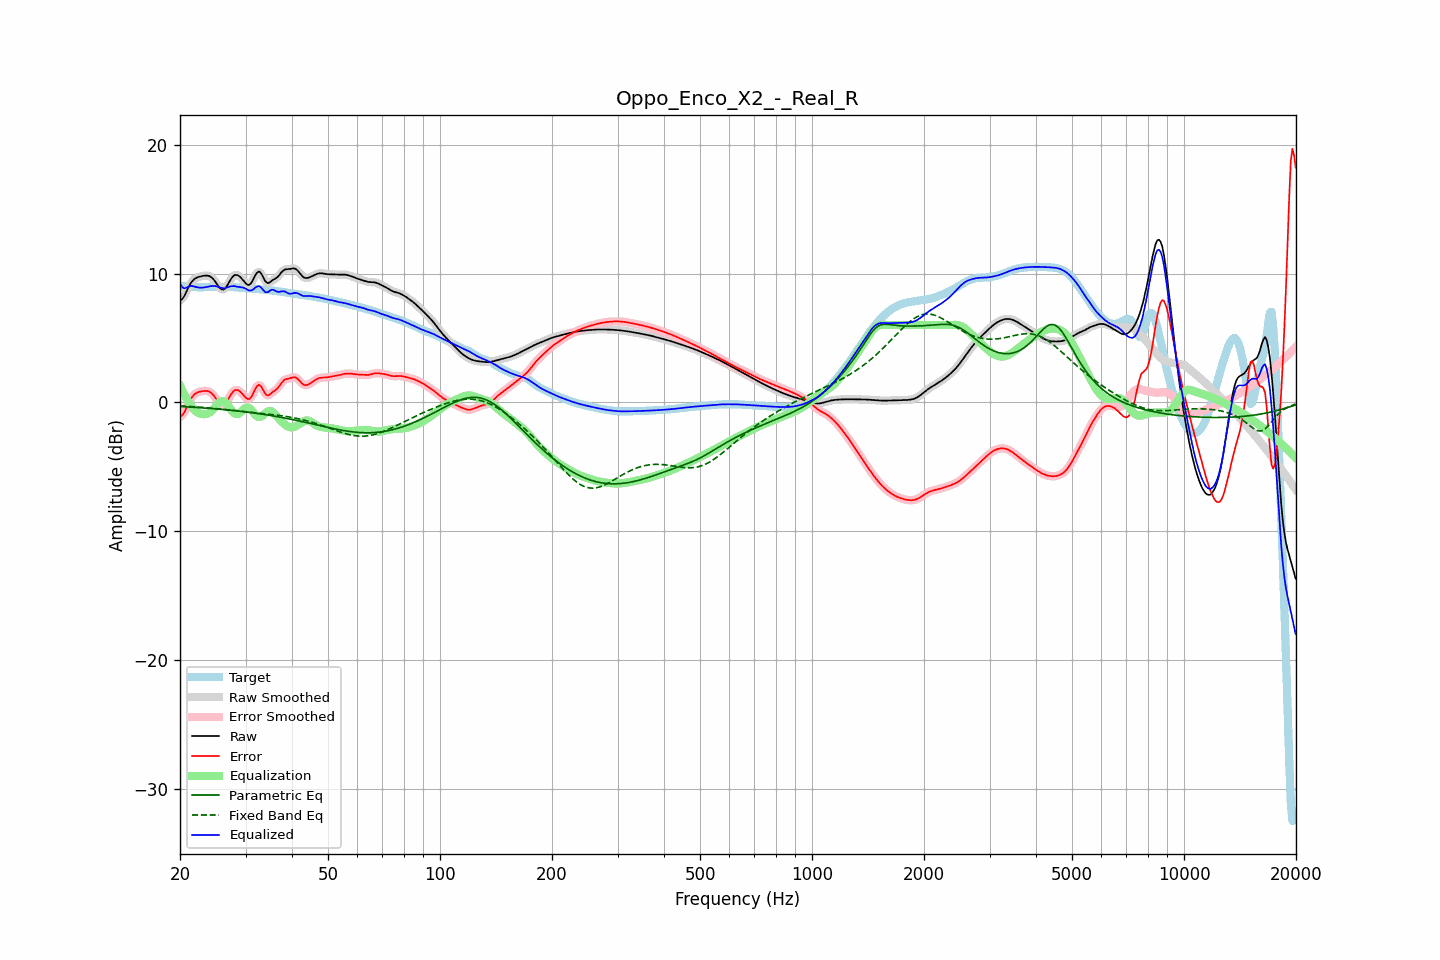 Oppo_Enco_X2_-_Real_R
20
10
0
−10
−20
−30
Amplitude (dBr)
Target
Raw Smoothed
Error Smoothed
Raw
Error
Equalization
Parametric Eq
Fixed Band Eq
Equalized
20 50 100 200 500 1000 2000 5000 10000 20000
Frequency (Hz)